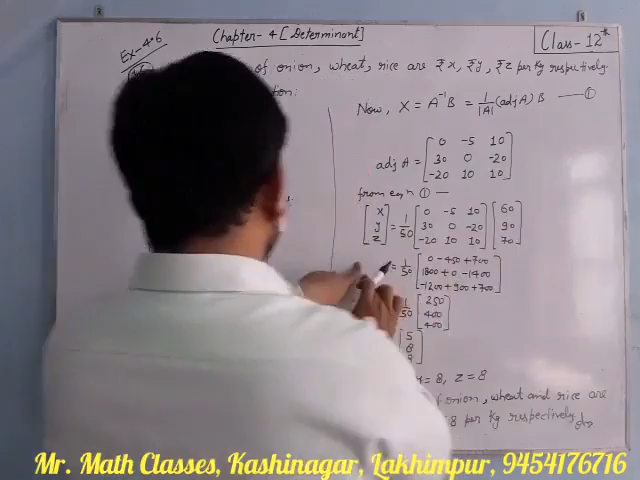 Ex-4.6
Chapter-4 [Determinant]
Class-12th
of onion, wheat, rice are ₹x, ₹y, ₹z per Kg respectively.
Now, X = A⁻¹B = 1/|A| (adj A) B —— ①
adj A = [0 -5 10
30 0 -20
-20 10 10]
from eqn ① —
[x y z] = 1/50 [0 -5 10
30 0 -20
-20 10 10] [60 90 70]
= 1/50 [0 - 450 + 700
1800 + 0 - 1400
-1200 + 900 + 700]
1/50 [250
400
400]
[5
8
8]
= 8, z = 8
of onion, wheat and rice are
8 per Kg respectively
Mr. Math Classes, Kashinagar, Lakhimpur, 9454176716